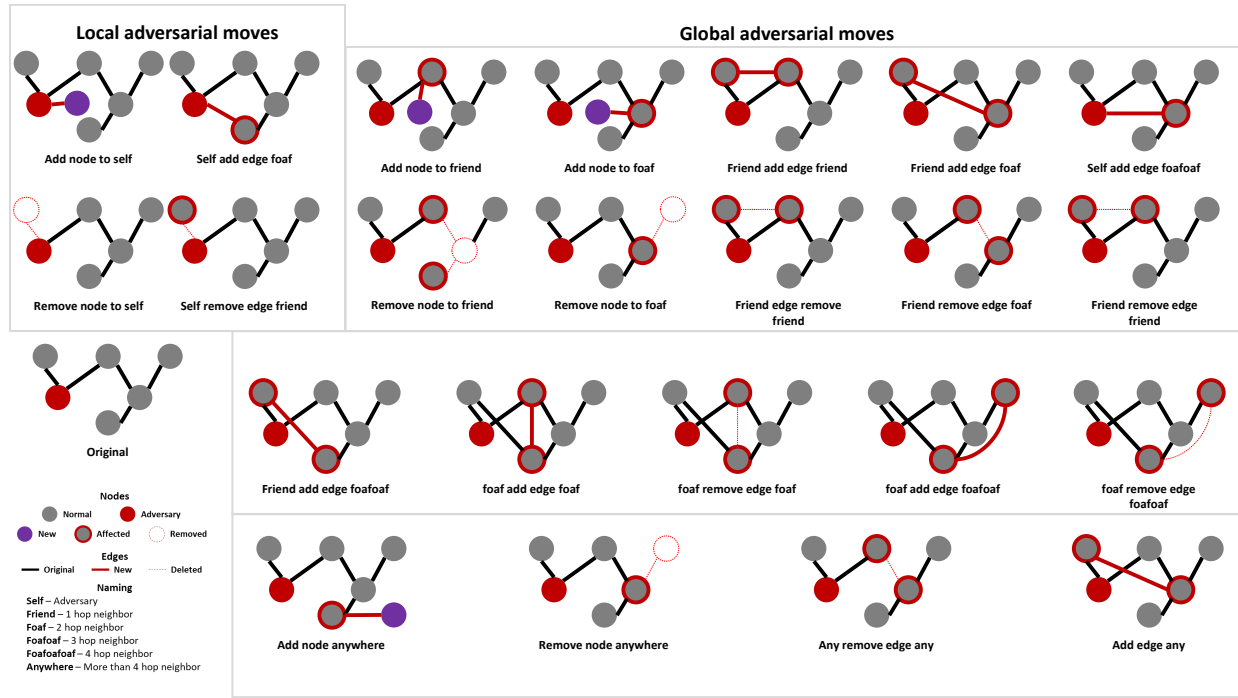 Local adversarial moves
Global adversarial moves
Add node to self
Self add edge foaf
Add node to friend
Add node to foaf
Friend add edge friend
Friend add edge foaf
Self add edge foafoaf
Remove node to self
Self remove edge friend
Remove node to friend
Remove node to foaf
Friend edge remove
friend
Friend remove edge foaf
Friend remove edge
friend
Original
Friend add edge foafoaf
foaf add edge foaf
foaf remove edge foaf
foaf add edge foafoaf
foaf remove edge
foafoaf
Nodes
Normal
Adversary
New
Affected
Removed
Edges
Original
New
Deleted
Naming
Self – Adversary
Friend – 1 hop neighbor
Foaf – 2 hop neighbor
Foafoaf – 3 hop neighbor
Foafoafoaf – 4 hop neighbor
Anywhere – More than 4 hop neighbor
Add node anywhere
Remove node anywhere
Any remove edge any
Add edge any